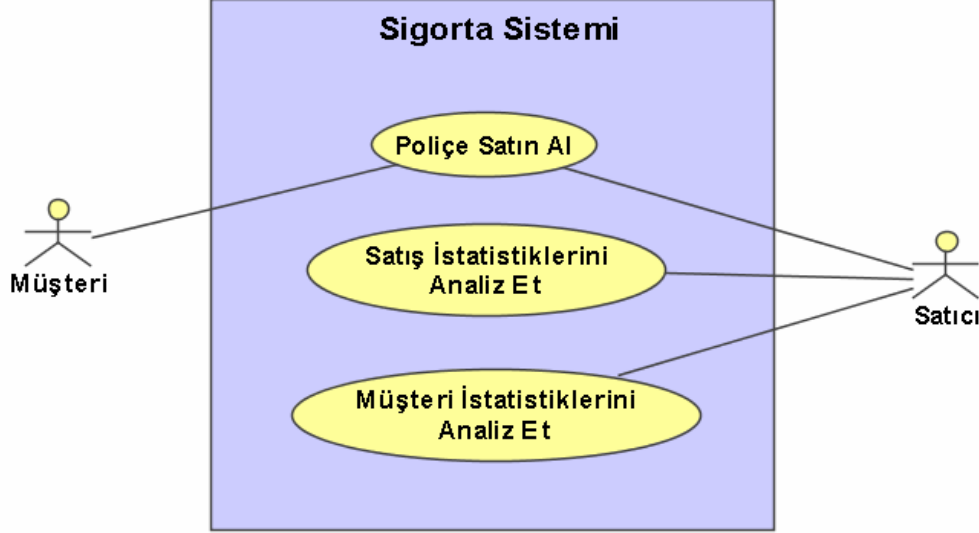 Sigorta Sistemi
Poliçe Satın Al
Satış İstatistiklerini
Analiz Et
Müşteri
Satıcı
Müşteri İstatistiklerini
Analiz Et